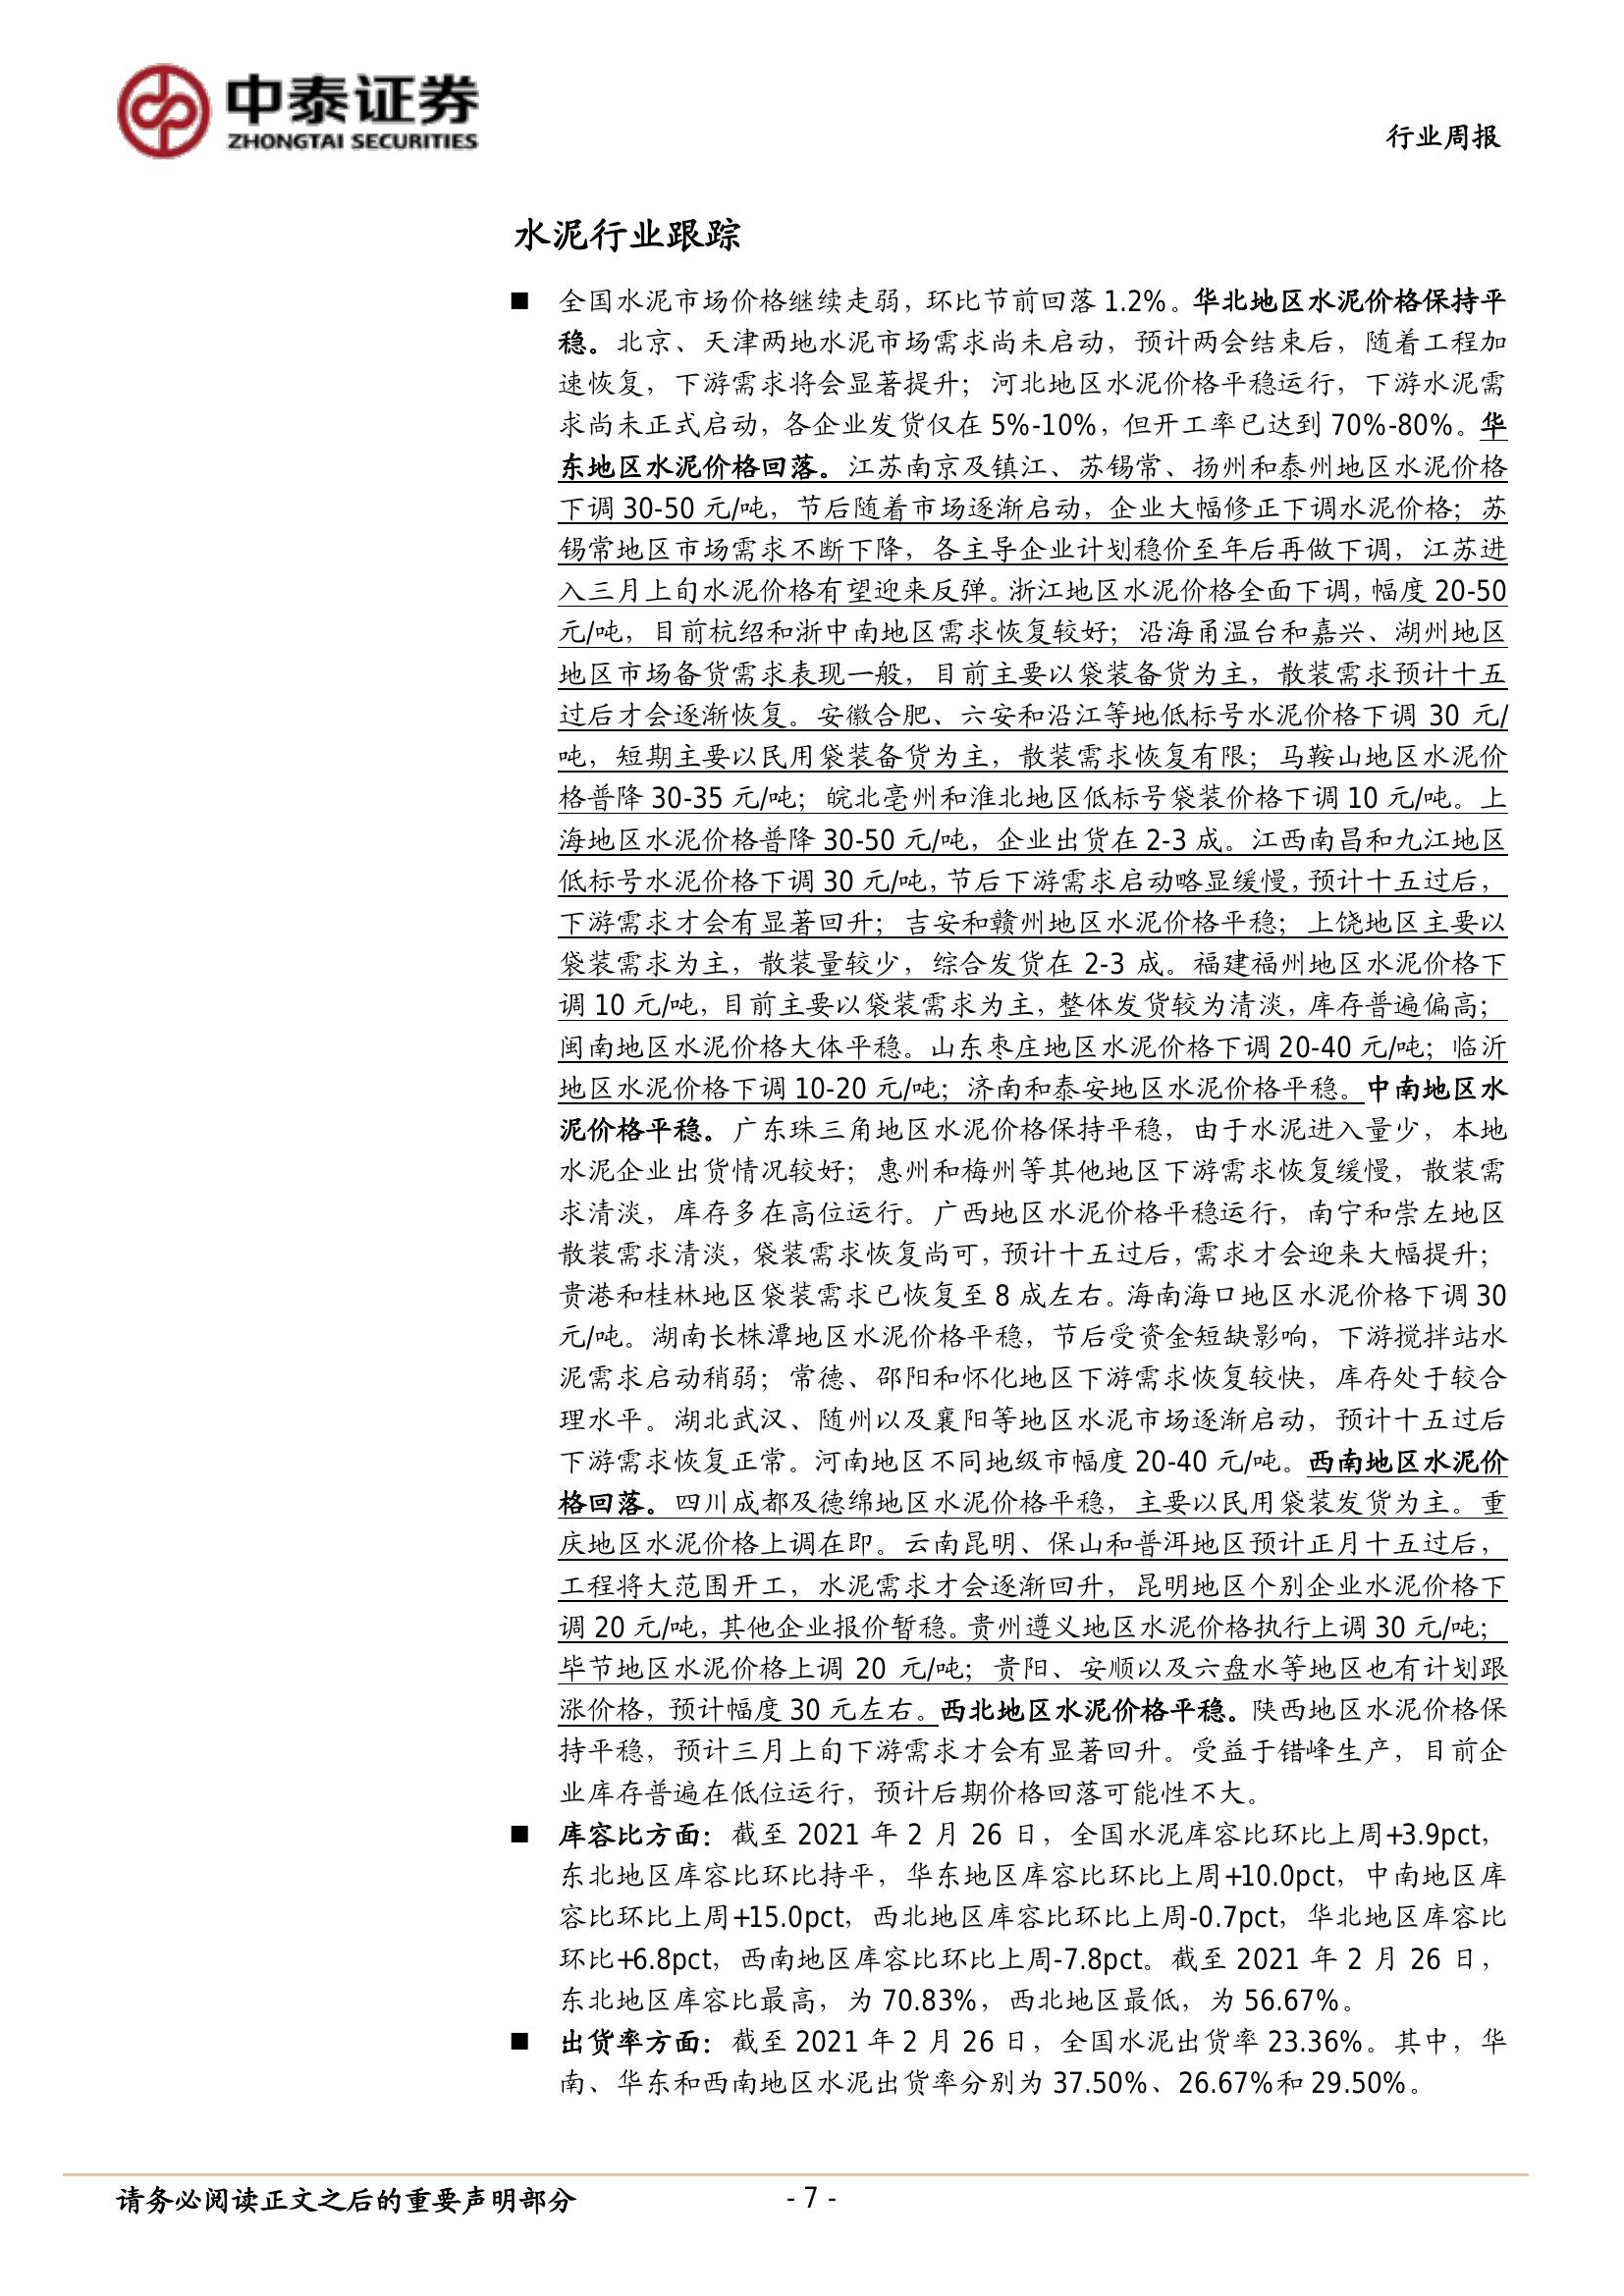 中泰证券
ZHONGTAI SECURITIES
行业周报
水泥行业跟踪
■ 全国水泥市场价格继续走弱，环比节前回落 1.2%。华北地区水泥价格保持平
稳。北京、天津两地水泥市场需求尚未启动，预计两会结束后，随着工程加
速恢复，下游需求将会显著提升；河北地区水泥价格平稳运行，下游水泥需
求尚未正式启动，各企业发货仅在 5%-10%，但开工率已达到 70%-80%。华
东地区水泥价格回落。江苏南京及镇江、苏锡常、扬州和泰州地区水泥价格
下调 30-50 元/吨，节后随着市场逐渐启动，企业大幅修正下调水泥价格；苏
锡常地区市场需求不断下降，各主导企业计划稳价至年后再做下调，江苏进
入三月上旬水泥价格有望迎来反弹。浙江地区水泥价格全面下调，幅度 20-50
元/吨，目前杭绍和浙中南地区需求恢复较好；沿海甬温台和嘉兴、湖州地区
地区市场备货需求表现一般，目前主要以袋装备货为主，散装需求预计十五
过后才会逐渐恢复。安徽合肥、六安和沿江等地低标号水泥价格下调 30 元/
吨，短期主要以民用袋装备货为主，散装需求恢复有限；马鞍山地区水泥价
格普降 30-35 元/吨；皖北亳州和淮北地区低标号袋装价格下调 10 元/吨。上
海地区水泥价格普降 30-50 元/吨，企业出货在 2-3 成。江西南昌和九江地区
低标号水泥价格下调 30 元/吨，节后下游需求启动略显缓慢，预计十五过后，
下游需求才会有显著回升；吉安和赣州地区水泥价格平稳；上饶地区主要以
袋装需求为主，散装量较少，综合发货在 2-3 成。福建福州地区水泥价格下
调 10 元/吨，目前主要以袋装需求为主，整体发货较为清淡，库存普遍偏高；
闽南地区水泥价格大体平稳。山东枣庄地区水泥价格下调 20-40 元/吨；临沂
地区水泥价格下调 10-20 元/吨；济南和泰安地区水泥价格平稳。中南地区水
泥价格平稳。广东珠三角地区水泥价格保持平稳，由于水泥进入量少，本地
水泥企业出货情况较好；惠州和梅州等其他地区下游需求恢复缓慢，散装需
求清淡，库存多在高位运行。广西地区水泥价格平稳运行，南宁和崇左地区
散装需求清淡，袋装需求恢复尚可，预计十五过后，需求才会迎来大幅提升；
贵港和桂林地区袋装需求已恢复至 8 成左右。海南海口地区水泥价格下调 30
元/吨。湖南长株潭地区水泥价格平稳，节后受资金短缺影响，下游搅拌站水
泥需求启动稍弱；常德、邵阳和怀化地区下游需求恢复较快，库存处于较合
理水平。湖北武汉、随州以及襄阳等地区水泥市场逐渐启动，预计十五过后
下游需求恢复正常。河南地区不同地级市幅度 20-40 元/吨。西南地区水泥价
格回落。四川成都及德绵地区水泥价格平稳，主要以民用袋装发货为主。重
庆地区水泥价格上调在即。云南昆明、保山和普洱地区预计正月十五过后，
工程将大范围开工，水泥需求才会逐渐回升，昆明地区个别企业水泥价格下
调 20 元/吨，其他企业报价暂稳。贵州遵义地区水泥价格执行上调 30 元/吨；
毕节地区水泥价格上调 20 元/吨；贵阳、安顺以及六盘水等地区也有计划跟
涨价格，预计幅度 30 元左右。西北地区水泥价格平稳。陕西地区水泥价格保
持平稳，预计三月上旬下游需求才会有显著回升。受益于错峰生产，目前企
业库存普遍在低位运行，预计后期价格回落可能性不大。
■ 库容比方面：截至 2021 年 2 月 26 日，全国水泥库容比环比上周+3.9pct，
东北地区库容比环比持平，华东地区库容比环比上周+10.0pct，中南地区库
容比环比上周+15.0pct，西北地区库容比环比上周-0.7pct，华北地区库容比
环比+6.8pct，西南地区库容比环比上周-7.8pct。截至 2021 年 2 月 26 日，
东北地区库容比最高，为 70.83%，西北地区最低，为 56.67%。
■ 出货率方面：截至 2021 年 2 月 26 日，全国水泥出货率 23.36%。其中，华
南、华东和西南地区水泥出货率分别为 37.50%、26.67%和 29.50%。
请务必阅读正文之后的重要声明部分
- 7 -